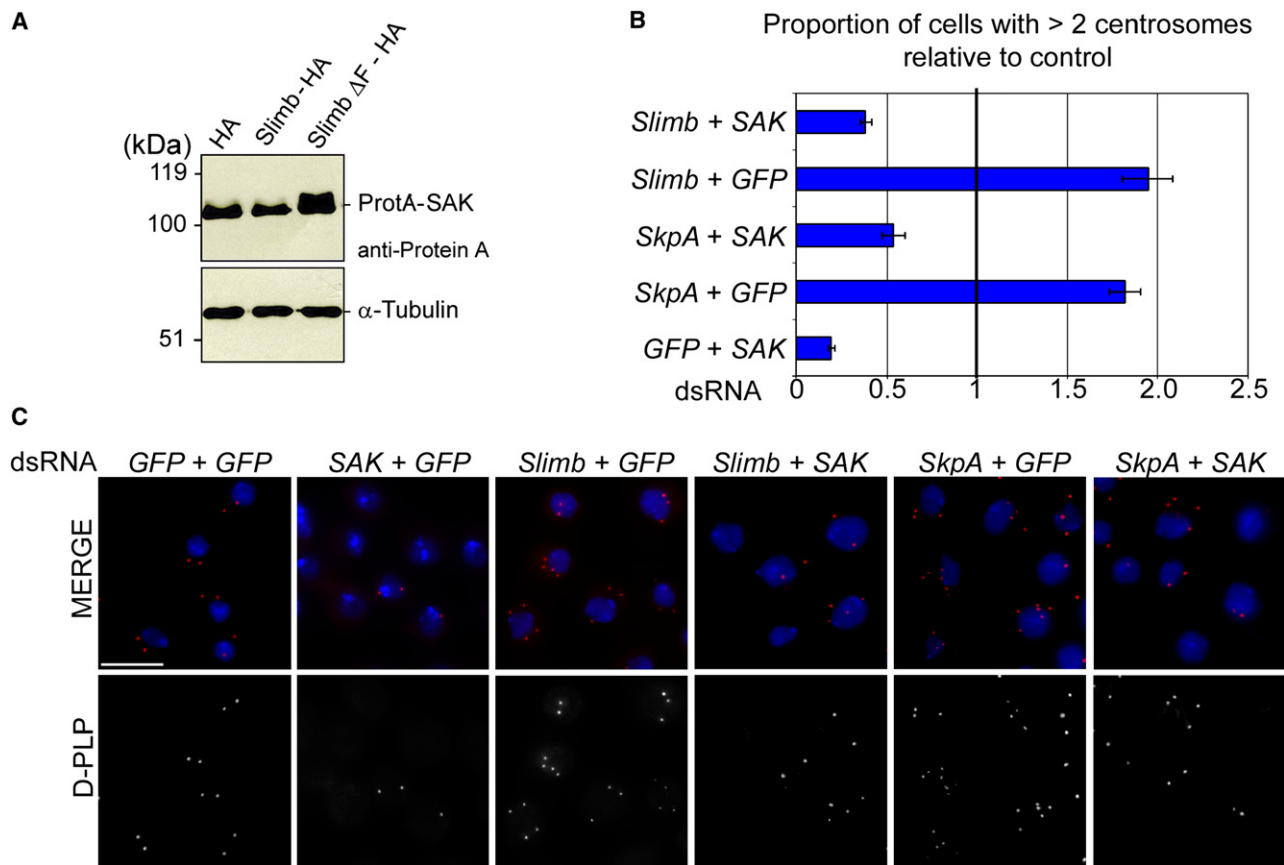 A
HA
Slimb-HA
Slimb ΔF - HA
(kDa)
119
100
ProtA-SAK
anti-Protein A
α-Tubulin
51
B
Proportion of cells with > 2 centrosomes
relative to control
Slimb + SAK
Slimb + GFP
SkpA + SAK
SkpA + GFP
GFP + SAK
dsRNA
0 0.5 1 1.5 2.0 2.5
C
dsRNA GFP + GFP SAK + GFP Slimb + GFP Slimb + SAK SkpA + GFP SkpA + SAK
MERGE
D-PLP